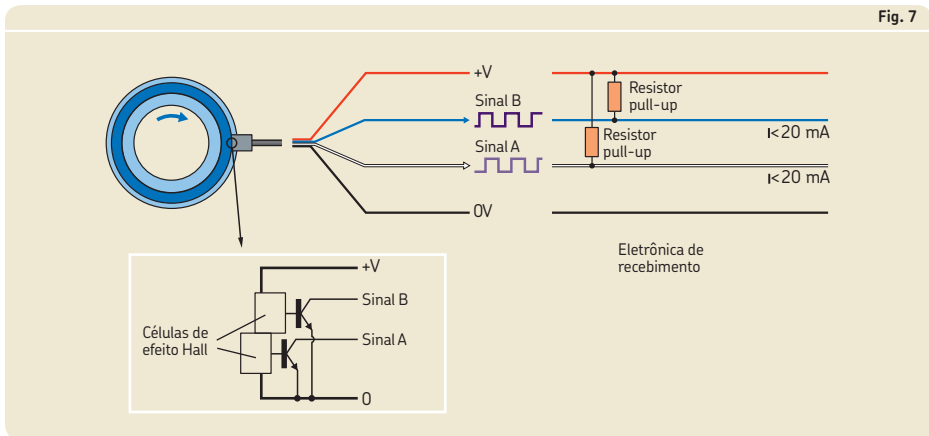 Fig. 7
+V
Sinal B
Sinal A
0V
Resistor
pull-up
Resistor
pull-up
I<20 mA
I<20 mA
Eletrônica de
recebimento
+V
Sinal B
Sinal A
0
Células de
efeito Hall